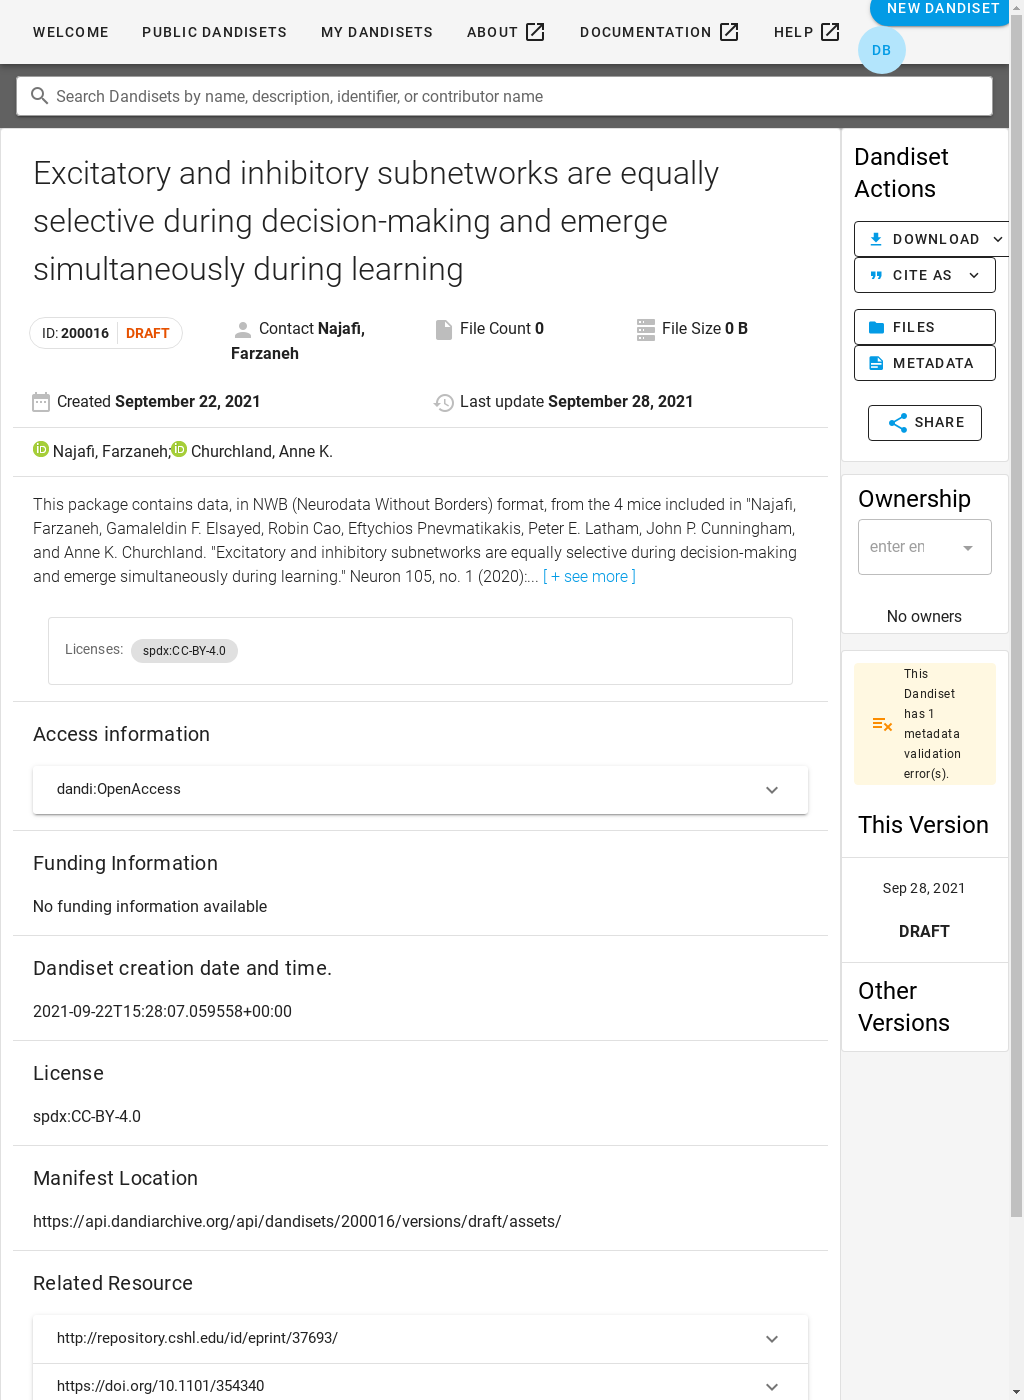 WELCOME PUBLIC DANDISETS MY DANDISETS ABOUT DOCUMENTATION HELP NEW DANDISET
DB
Search Dandisets by name, description, identifier, or contributor name
Excitatory and inhibitory subnetworks are equally
selective during decision-making and emerge
simultaneously during learning
ID: 200016 DRAFT
Contact Najafi,
Farzaneh
File Count 0
File Size 0 B
Created September 22, 2021
Last update September 28, 2021
iD Najafi, Farzaneh; iD Churchland, Anne K.
This package contains data, in NWB (Neurodata Without Borders) format, from the 4 mice included in "Najafi,
Farzaneh, Gamaleldin F. Elsayed, Robin Cao, Eftychios Pnevmatikakis, Peter E. Latham, John P. Cunningham,
and Anne K. Churchland. "Excitatory and inhibitory subnetworks are equally selective during decision-making
and emerge simultaneously during learning." Neuron 105, no. 1 (2020):... [ + see more ]
Licenses: spdx:CC-BY-4.0
Access information
dandi:OpenAccess
Funding Information
No funding information available
Dandiset creation date and time.
2021-09-22T15:28:07.059558+00:00
License
spdx:CC-BY-4.0
Manifest Location
https://api.dandiarchive.org/api/dandisets/200016/versions/draft/assets/
Related Resource
http://repository.cshl.edu/id/eprint/37693/
https://doi.org/10.1101/354340
Dandiset
Actions
DOWNLOAD
CITE AS
FILES
METADATA
SHARE
Ownership
enter en
No owners
This
Dandiset
has 1
metadata
validation
error(s).
This Version
Sep 28, 2021
DRAFT
Other
Versions